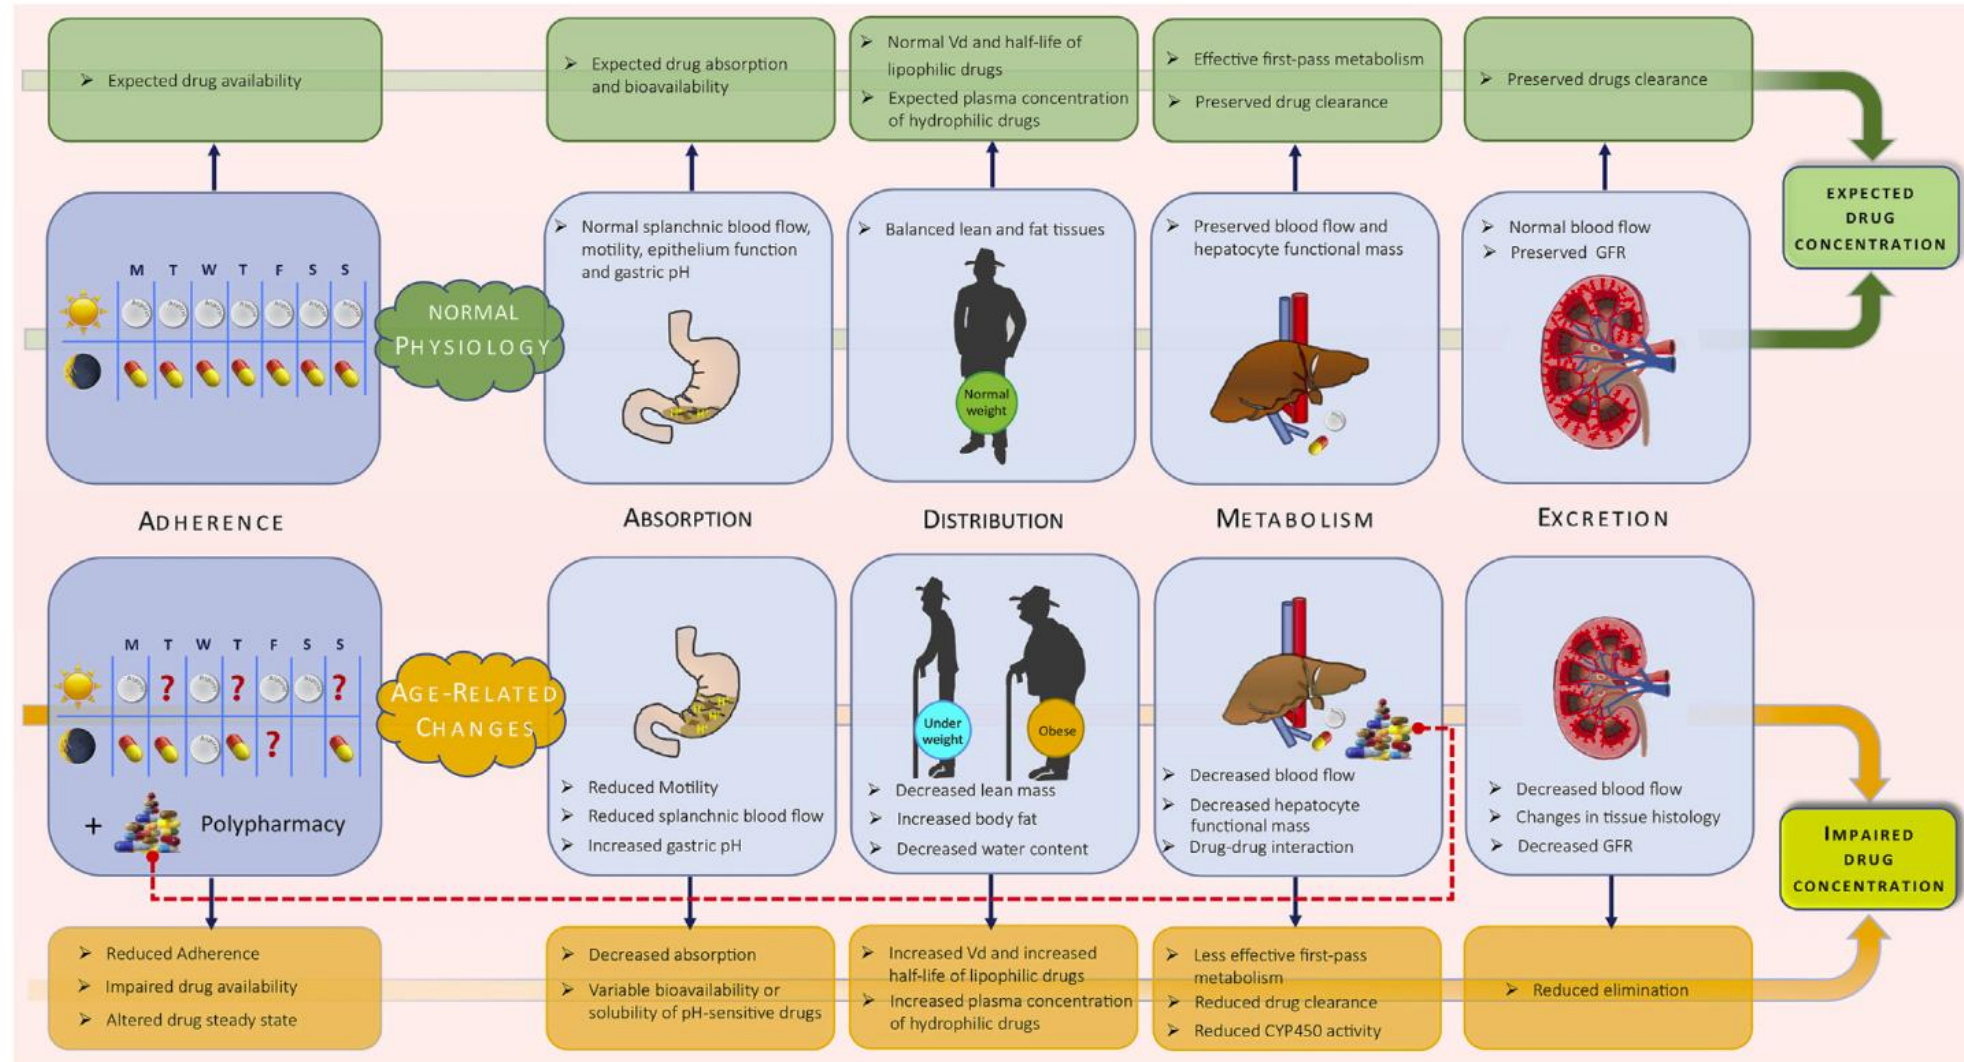 Expected drug availability
Expected drug absorption
and bioavailability
Normal Vd and half-life of
lipophilic drugs
Expected plasma concentration
of hydrophilic drugs
Effective first-pass metabolism
Preserved drug clearance
Preserved drugs clearance
EXPECTED
DRUG
CONCENTRATION
M T W T F S S
NORMAL
PHYSIOLOGY
Normal splanchnic blood flow,
motility, epithelium function
and gastric pH
Balanced lean and fat tissues
Normal
weight
Preserved blood flow and
hepatocyte functional mass
Normal blood flow
Preserved GFR
ADHERENCE
ABSORPTION
DISTRIBUTION
METABOLISM
EXCRETION
M T W T F S S
? ? ?
?
+ Polypharmacy
AGE-RELATED
CHANGES
Reduced Motility
Reduced splanchnic blood flow
Increased gastric pH
Under
weight
Obese
Decreased lean mass
Increased body fat
Decreased water content
Decreased blood flow
Decreased hepatocyte
functional mass
Drug-drug interaction
Decreased blood flow
Changes in tissue histology
Decreased GFR
IMPAIRED
DRUG
CONCENTRATION
Reduced Adherence
Impaired drug availability
Altered drug steady state
Decreased absorption
Variable bioavailability or
solubility of pH-sensitive drugs
Increased Vd and increased
half-life of lipophilic drugs
Increased plasma concentration
of hydrophilic drugs
Less effective first-pass
metabolism
Reduced drug clearance
Reduced CYP450 activity
Reduced elimination